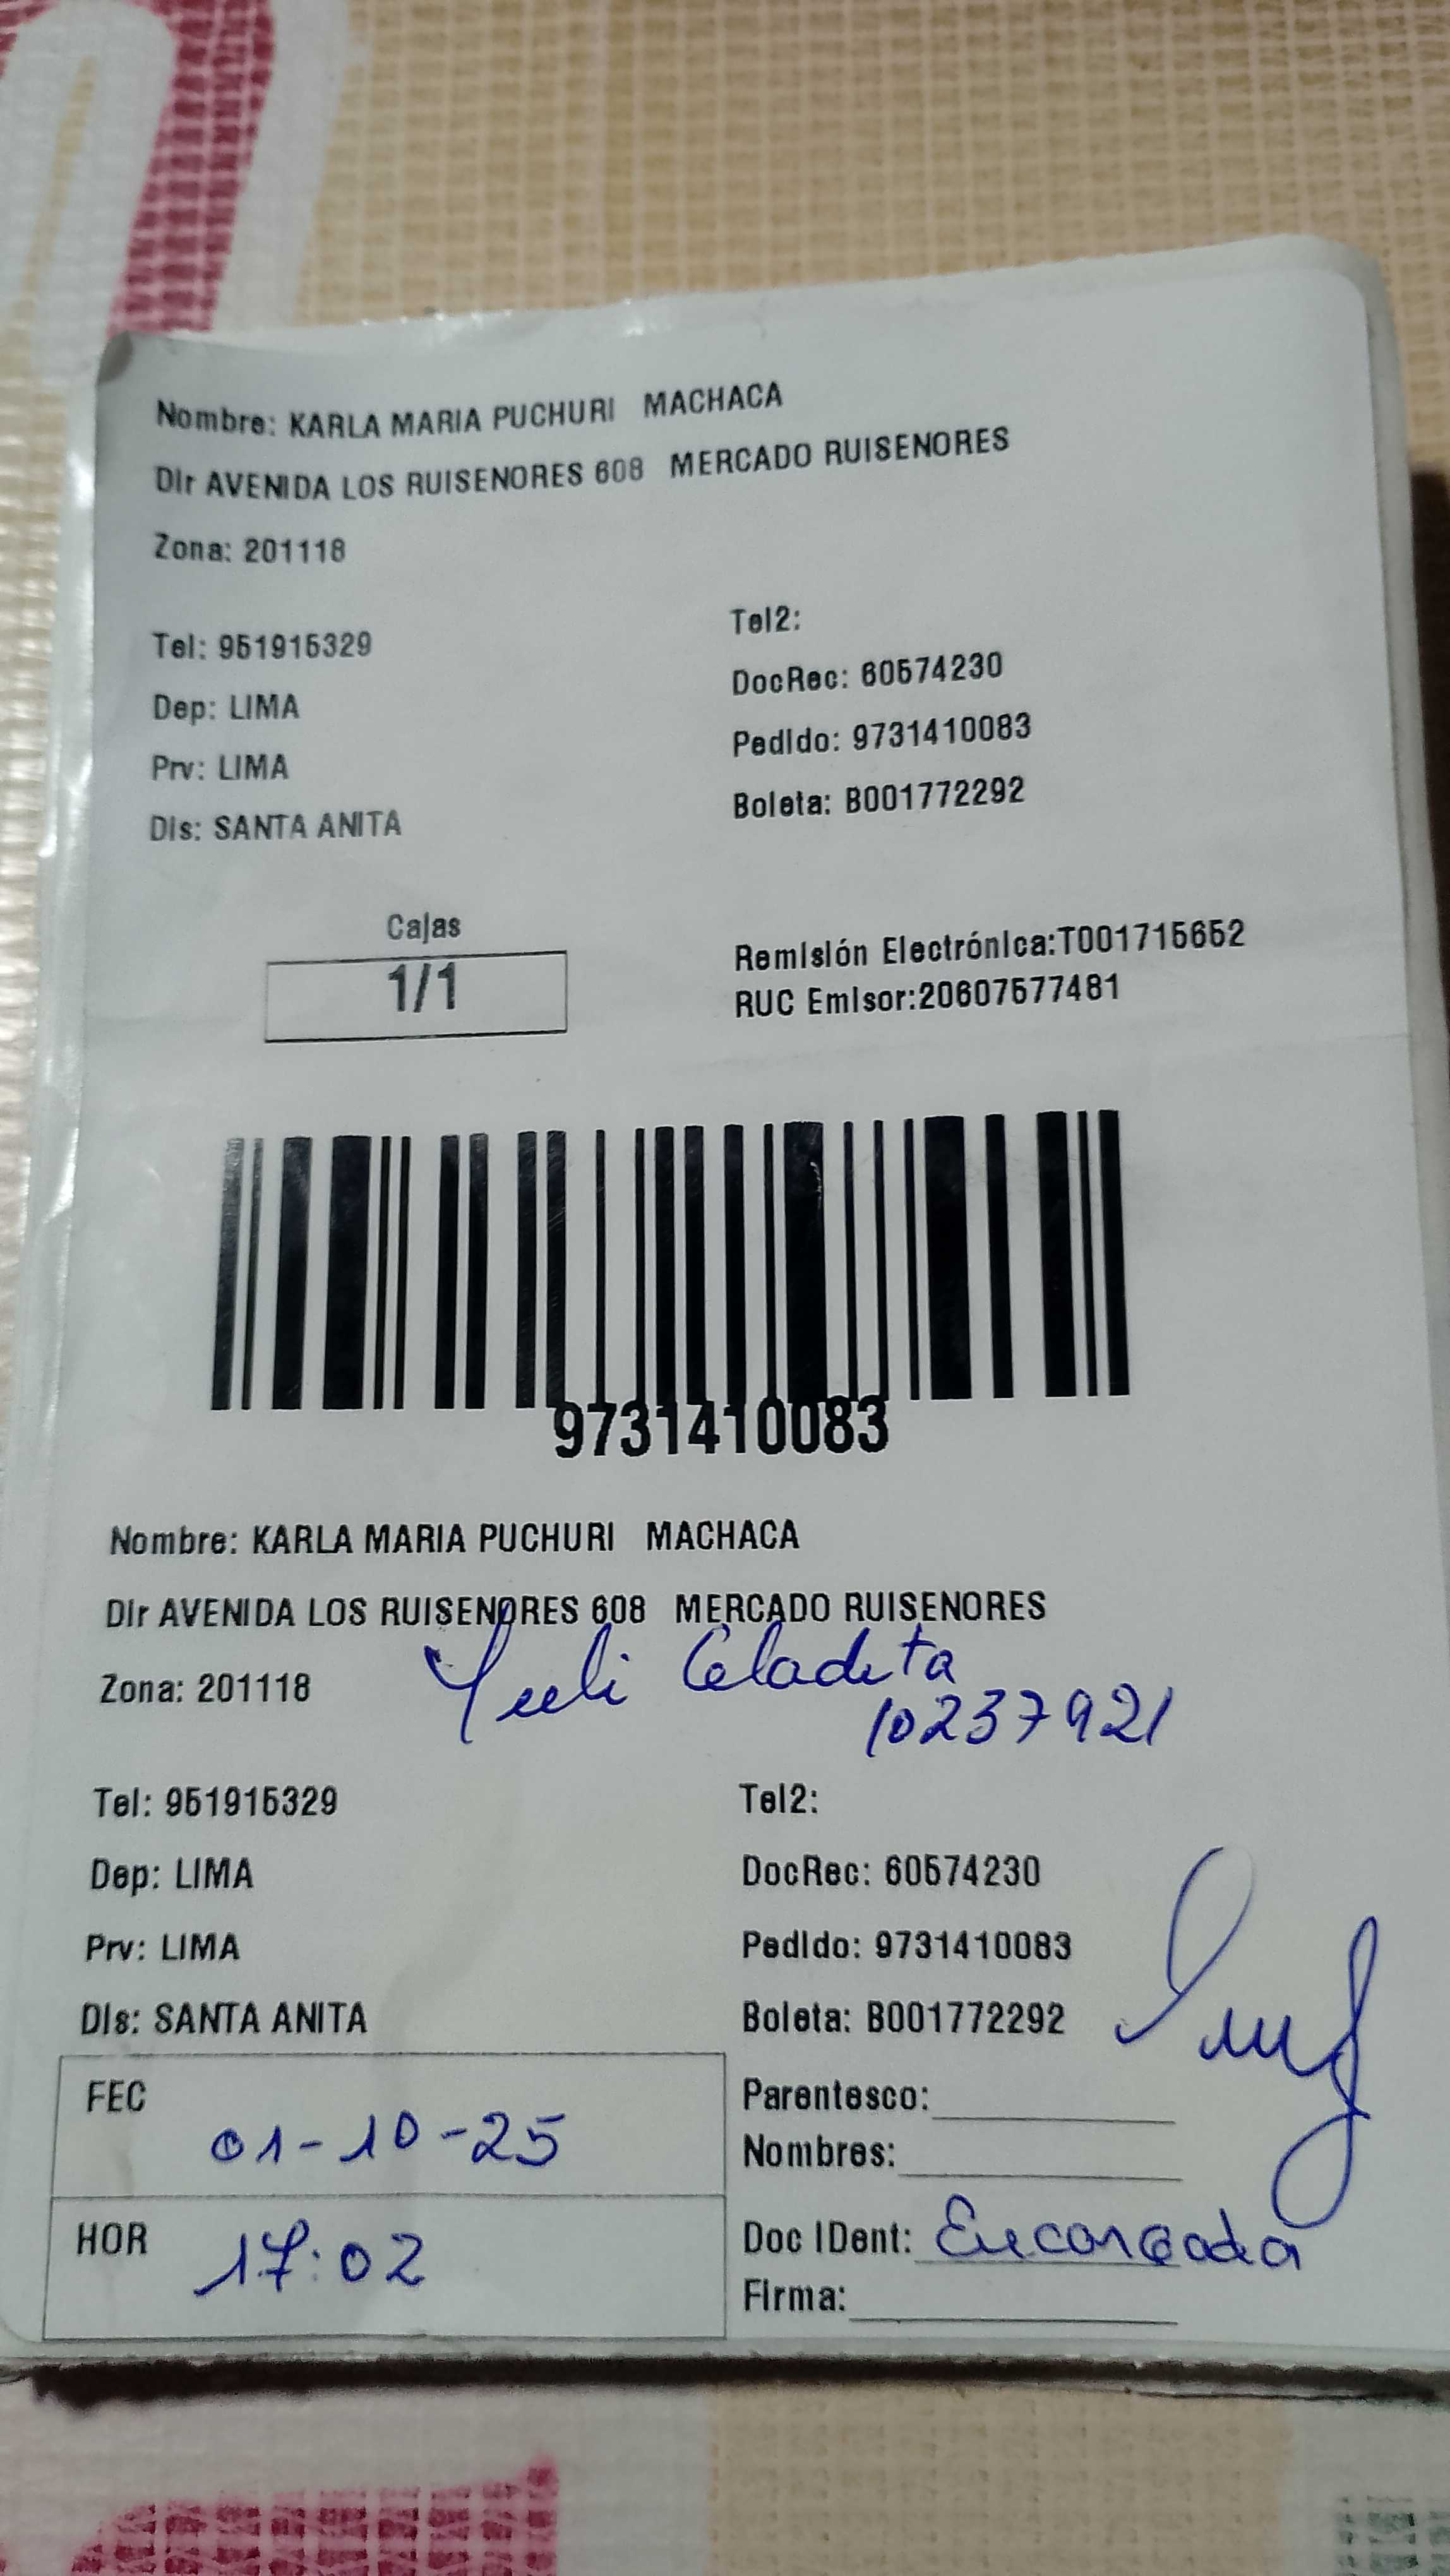 Nombre: KARLA MARIA PUCHURI MACHACA
Dir AVENIDA LOS RUISENORES 608 MERCADO RUISENORES
Zona: 201118
Tel: 951915329
Dep: LIMA
Prv: LIMA
Dis: SANTA ANITA
Tel2:
DocRec: 60574230
Pedido: 9731410083
Boleta: B001772292
Cajas
1/1
Remisión Electrónica:T001715652
RUC Emisor:20607577481
9731410083
Nombre: KARLA MARIA PUCHURI MACHACA
Dir AVENIDA LOS RUISENORES 608 MERCADO RUISENORES
Zona: 201118
Yuli Celadita
10237921
Tel: 951915329
Dep: LIMA
Prv: LIMA
Dis: SANTA ANITA
Tel2:
DocRec: 60574230
Pedido: 9731410083
Boleta: B001772292
FEC 01-10-25
HOR 17:02
Parentesco:
Nombres:
Doc IDent: Encargada
Firma: